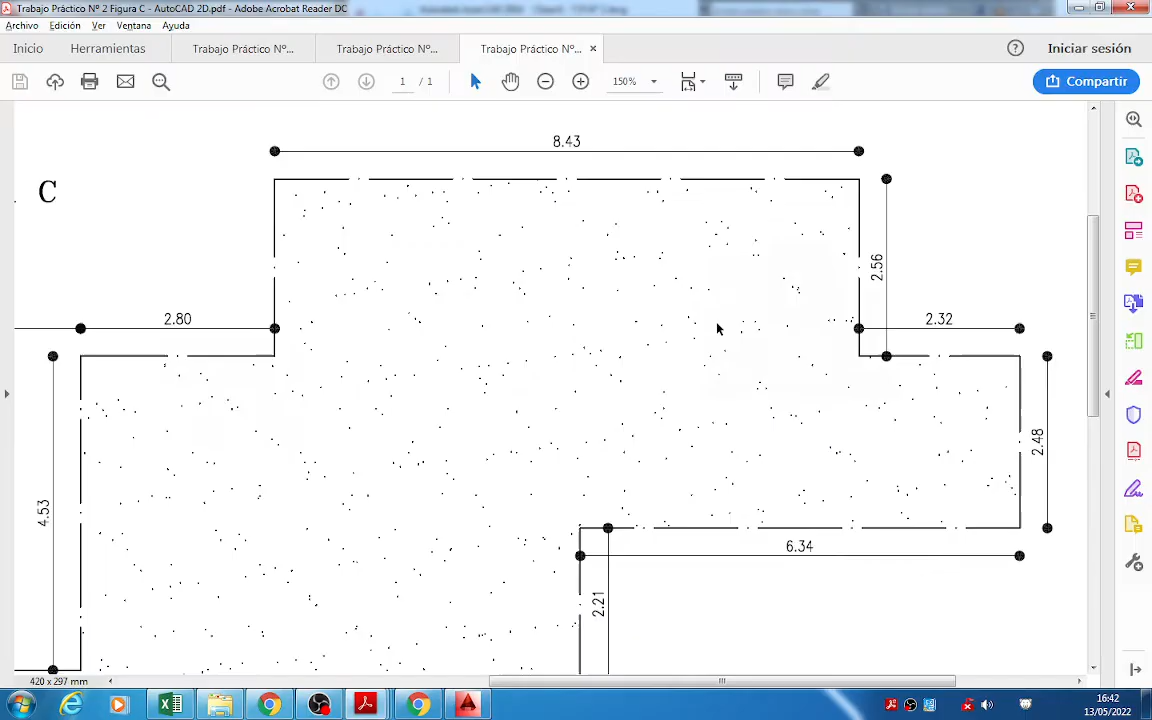 Trabajo Práctico Nº 2 Figura C - AutoCAD 2D.pdf - Adobe Acrobat Reader DC
Archivo Edición Ver Ventana Ayuda
Inicio Herramientas Trabajo Práctico Nº... Trabajo Práctico Nº... Trabajo Práctico Nº... ×
Iniciar sesión
1 / 1 150% Compartir
8.43
C
2.56
2.80
2.32
2.48
4.53
6.34
2.21
420 x 297 mm
16:42
13/05/2022